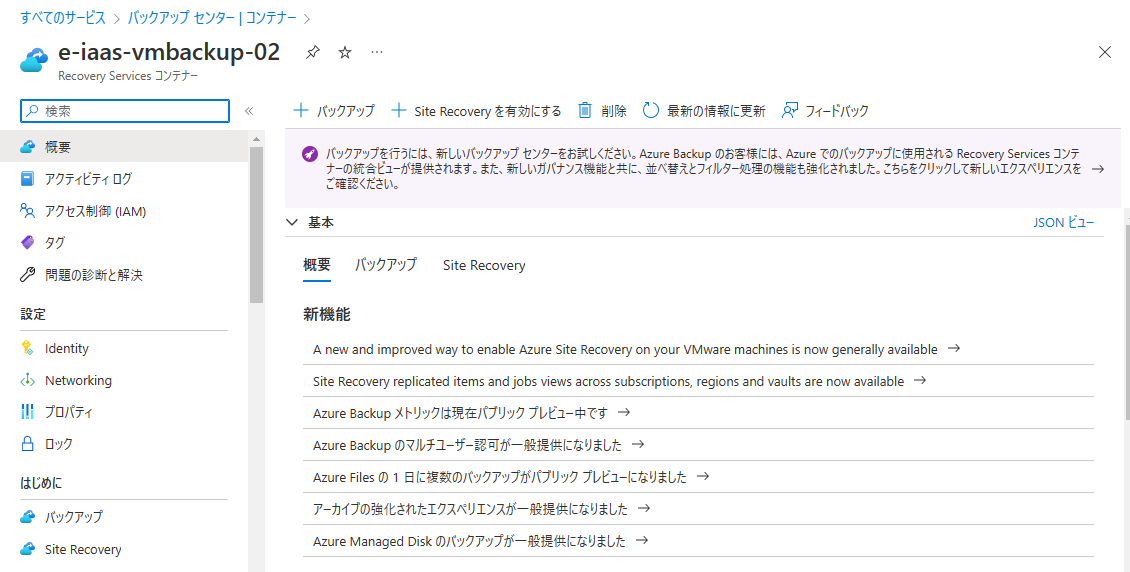 すべてのサービス > バックアップ センター | コンテナー >
e-iaas-vmbackup-02
Recovery Services コンテナー
検索
概要
アクティビティ ログ
アクセス制御 (IAM)
タグ
問題の診断と解決
設定
Identity
Networking
プロパティ
ロック
はじめに
バックアップ
Site Recovery
バックアップ
Site Recovery を有効にする
削除
最新の情報に更新
フィードバック
バックアップを行うには、新しいバックアップ センターをお試しください。Azure Backup のお客様には、Azure でのバックアップに使用される Recovery Services コンテ
ナーの統合ビューが提供されます。また、新しいガバナンス機能と共に、並べ替えとフィルター処理の機能も強化されました。こちらをクリックして新しいエクスペリエンスを
ご確認ください。
基本
JSON ビュー
概要
バックアップ
Site Recovery
新機能
A new and improved way to enable Azure Site Recovery on your VMware machines is now generally available
Site Recovery replicated items and jobs views across subscriptions, regions and vaults are now available
Azure Backup メトリックは現在パブリック プレビュー中です
Azure Backup のマルチユーザー認可が一般提供になりました
Azure Files の 1 日に複数のバックアップがパブリック プレビューになりました
アーカイブの強化されたエクスペリエンスが一般提供になりました
Azure Managed Disk のバックアップが一般提供になりました